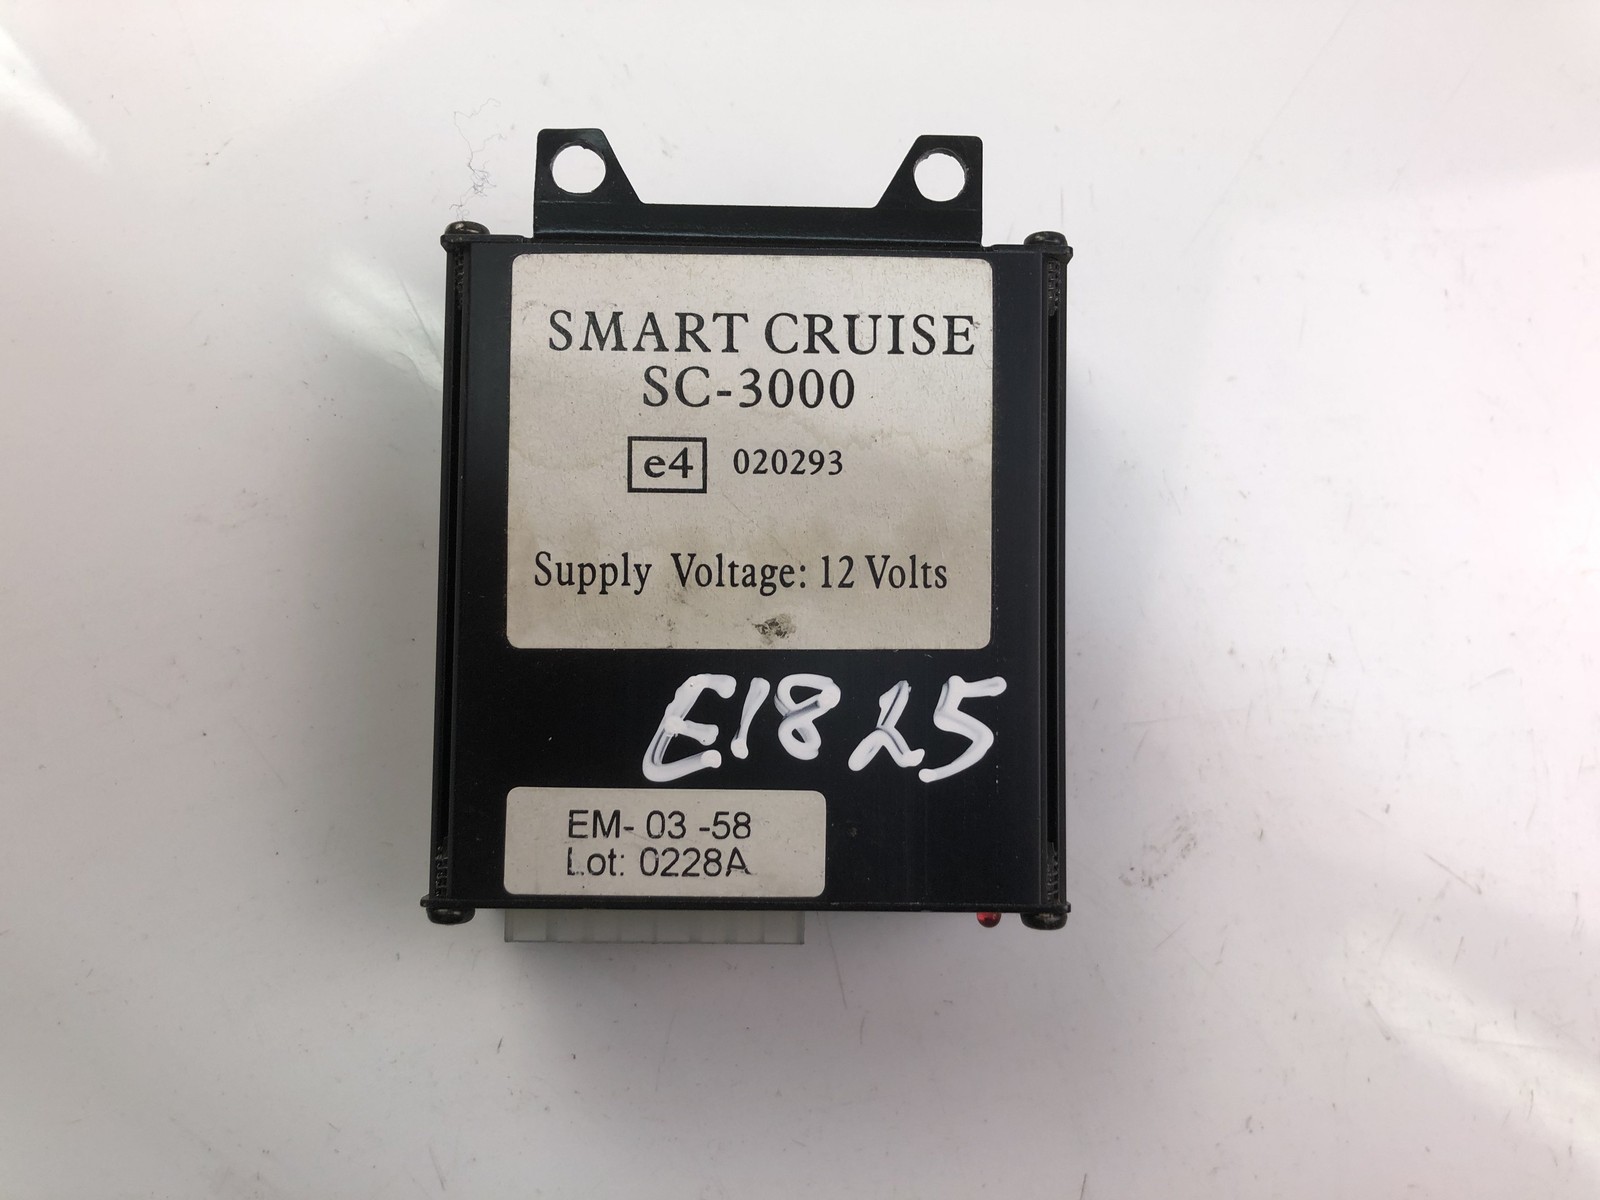 SMART CRUISE
SC-3000
e4 020293
Supply Voltage: 12 Volts
E1825
EM- 03 -58
Lot: 0228A